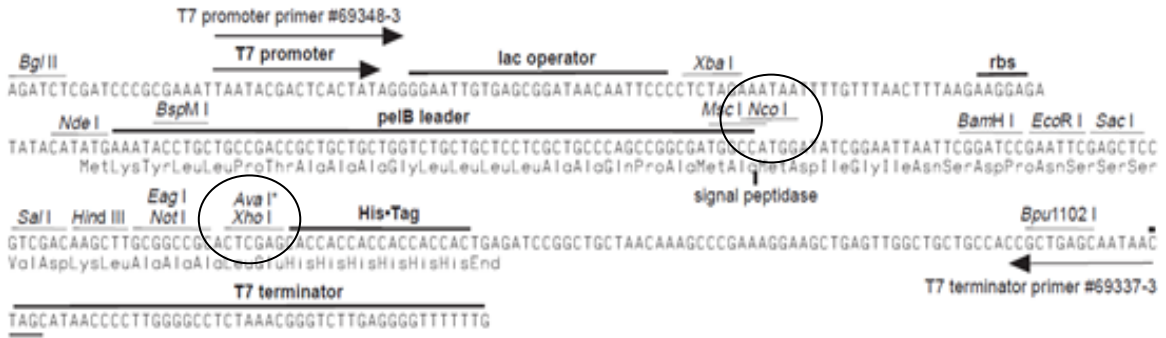 T7 promoter primer #69348-3
Bgl II T7 promoter lac operator Xba I rbs
AGATCTCGATCCCGCGAAATTAATACGACTCACTATAGGGGAATTGTGAGCGGATAACAATTCCCCTCTAGAAATAATTTTGTTTAACTTTAAGAAGGAGA
Nde I BspM I pelB leader Msc I Nco I BamH I EcoR I Sac I
TATACATATGAAATACCTGCTGCCGACCGCTGCTGCTGGTCTGCTGCTCCTCGCTGCCCAGCCGGCGATGGCCATGGATATCGGAATTAATTCGGATCCGAATTCGAGCTCC
MetLysTyrLeuLeuProThrAlaAlaAlaGlyLeuLeuLeuLeuAlaAlaGlnProAlaMetAlaMetAspIleGlyIleAsnSerAspProAsnSerSerSer
signal peptidase
Sal I Hind III Eag I Not I Ava I* Xho I His•Tag Bpu1102 I
GTCGACAAGCTTGCGGCCGCACTCGAGCACCACCACCACCACCACTGAGATCCGGCTGCTAACAAAGCCCGAAAGGAAGCTGAGTTGGCTGCTGCCACCGCTGAGCAATAAC
ValAspLysLeuAlaAlaAlaLeuGluHisHisHisHisHisHisEnd
T7 terminator primer #69337-3
T7 terminator
TAGCATAACCCCTTGGGGCCTCTAAACGGGTCTTGAGGGGTTTTTTG